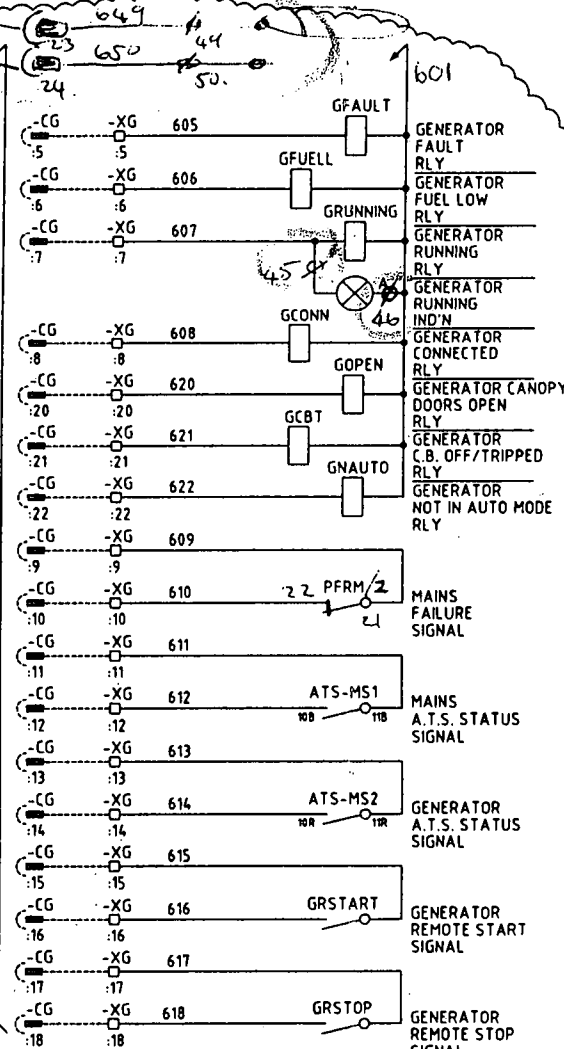 649
23 44
650
24. 50.
601
GFAULT
-CG -XG 605 GENERATOR
:5 :5 FAULT
RLY
GFUELL
-CG -XG 606 GENERATOR
:6 :6 FUEL LOW
RLY
GRUNNING
-CG -XG 607 GENERATOR
:7 :7 RUNNING
RLY
45
GENERATOR
RUNNING
46 IND'N
GCONN
-CG -XG 608 GENERATOR
:8 :8 CONNECTED
RLY
GOPEN
-CG -XG 620 GENERATOR CANOPY
:20 :20 DOORS OPEN
RLY
GCBT
-CG -XG 621 GENERATOR
:21 :21 C.B. OFF/TRIPPED
RLY
GNAUTO
-CG -XG 622 GENERATOR
:22 :22 NOT IN AUTO MODE
RLY
-CG -XG 609
:9 :9
-CG -XG 610 22 PFRM/2 MAINS
:10 :10 21 FAILURE
SIGNAL
-CG -XG 611
:11 :11
-CG -XG 612 ATS-MS1 MAINS
:12 :12 10B 11B A.T.S. STATUS
SIGNAL
-CG -XG 613
:13 :13
-CG -XG 614 ATS-MS2 GENERATOR
:14 :14 10R 11R A.T.S. STATUS
SIGNAL
-CG -XG 615
:15 :15
-CG -XG 616 GRSTART GENERATOR
:16 :16 REMOTE START
SIGNAL
-CG -XG 617
:17 :17
-CG -XG 618 GRSTOP GENERATOR
:18 :18 REMOTE STOP
SIGNAL